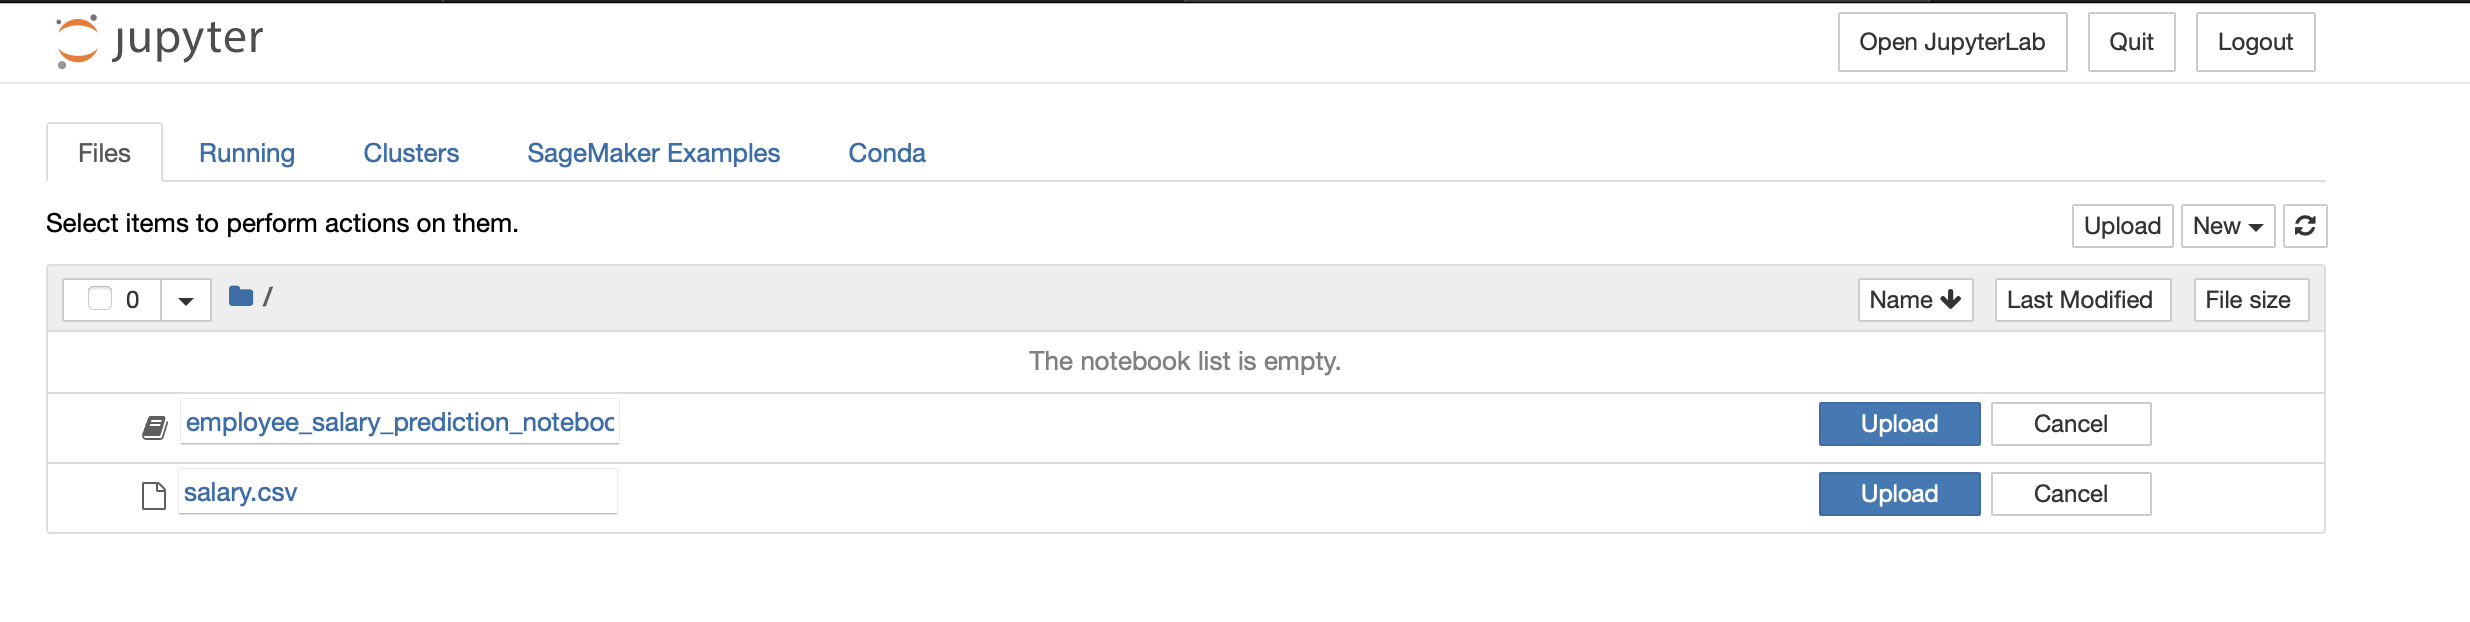 jupyter Open JupyterLab Quit Logout
Files Running Clusters SageMaker Examples Conda
Select items to perform actions on them. Upload New
0 / Name Last Modified File size
The notebook list is empty.
employee_salary_prediction_noteboo Upload Cancel
salary.csv Upload Cancel